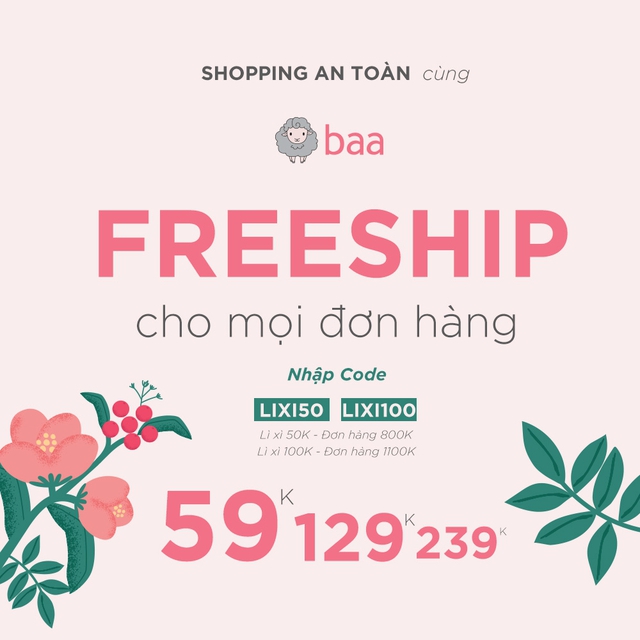 SHOPPING AN TOÀN cùng
baa
FREESHIP
cho mọi đơn hàng
Nhập Code
LIXI50 LIXI100
Lì xì 50K - Đơn hàng 800K
Lì xì 100K - Đơn hàng 1100K
59K 129K 239K